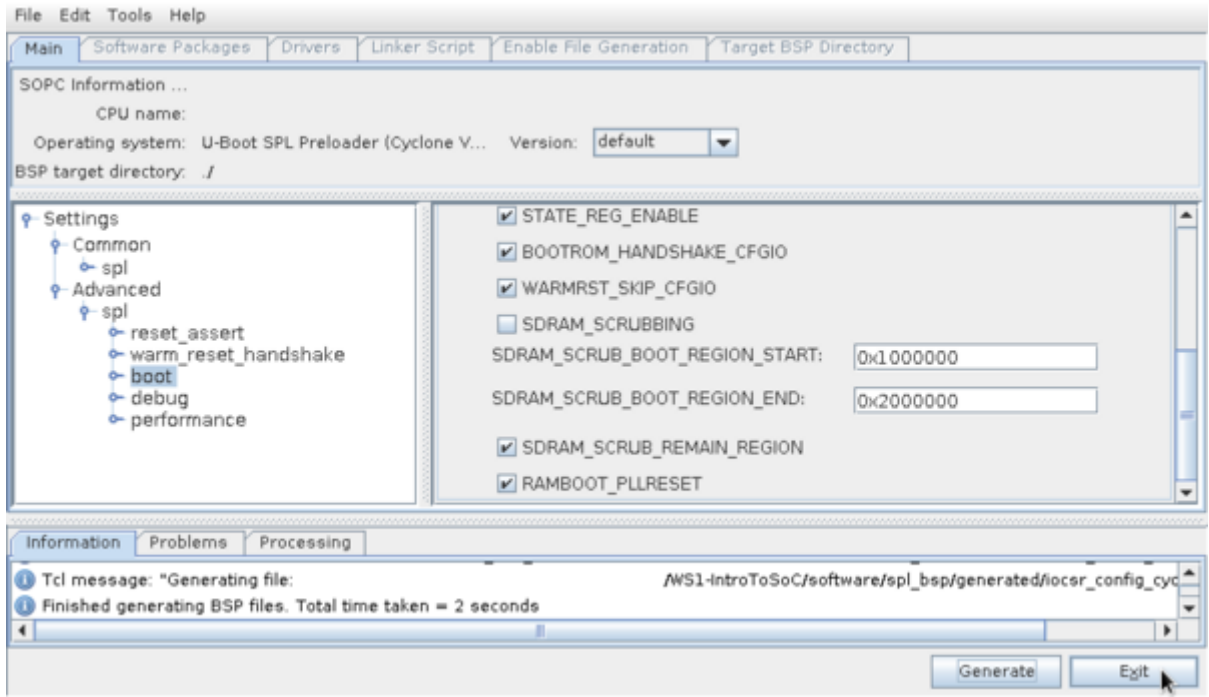 File Edit Tools Help
Main Software Packages Drivers Linker Script Enable File Generation Target BSP Directory
SOPC Information ...
CPU name:
Operating system: U-Boot SPL Preloader (Cyclone V... Version: default
BSP target directory: ./
Settings
Common
spl
Advanced
spl
reset_assert
warm_reset_handshake
boot
debug
performance
STATE_REG_ENABLE
BOOTROM_HANDSHAKE_CFGIO
WARMRST_SKIP_CFGIO
SDRAM_SCRUBBING
SDRAM_SCRUB_BOOT_REGION_START: 0x1000000
SDRAM_SCRUB_BOOT_REGION_END: 0x2000000
SDRAM_SCRUB_REMAIN_REGION
RAMBOOT_PLLRESET
Information Problems Processing
Tcl message: "Generating file: /WS1-IntroToSoC/software/spl_bsp/generated/iocsr_config_cyc
Finished generating BSP files. Total time taken = 2 seconds
Generate Exit